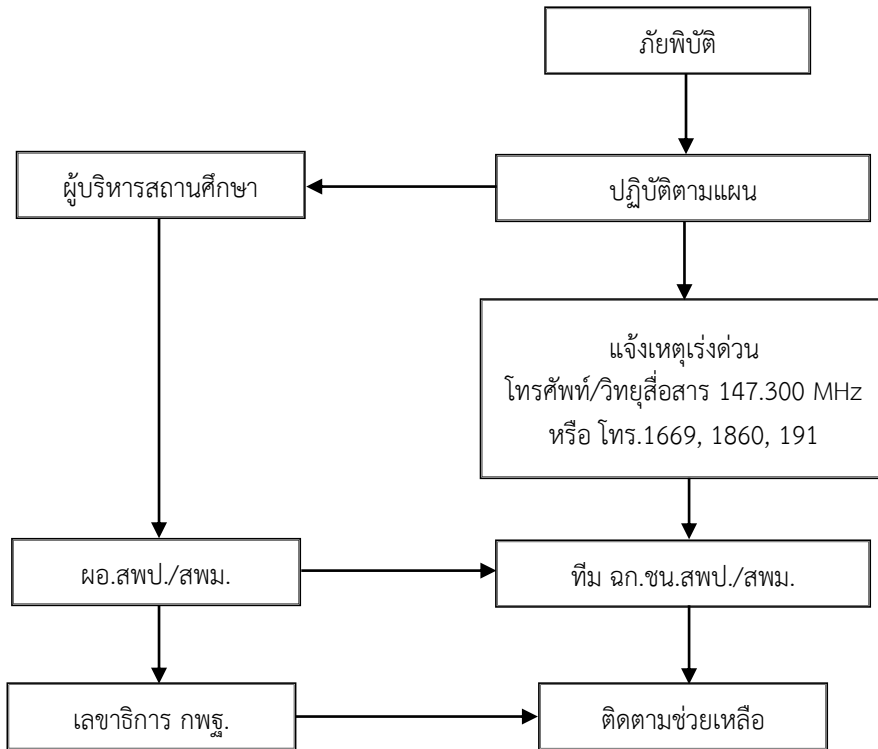 ภัยพิบัติ
ผู้บริหารสถานศึกษา
ปฏิบัติตามแผน
แจ้งเหตุเร่งด่วน
โทรศัพท์/วิทยุสื่อสาร 147.300 MHz
หรือ โทร.1669, 1860, 191
ผอ.สพป./สพม.
ทีม ฉก.ชน.สพป./สพม.
เลขาธิการ กพฐ.
ติดตามช่วยเหลือ